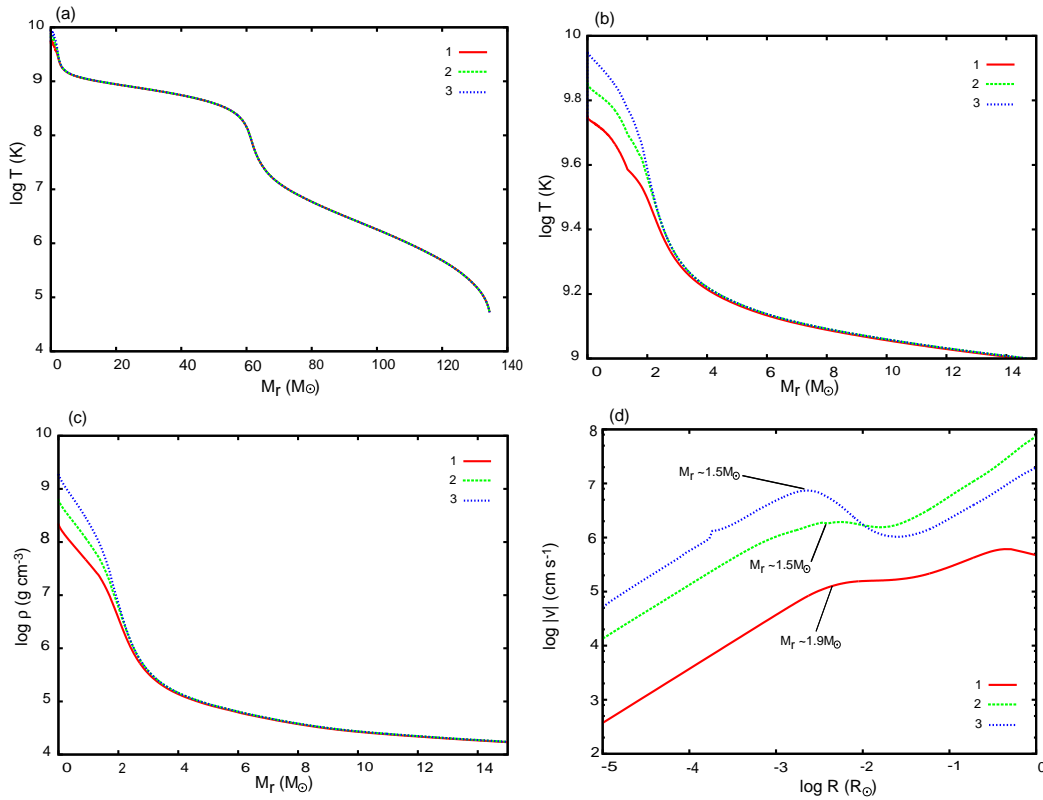 (a)
10
9
8
7
6
5
4
log T (K)
1
2
3
0 20 40 60 80 100 120 140
Mr (M⊙)
(b)
10
9.8
9.6
9.4
9.2
9
log T (K)
1
2
3
0 2 4 6 8 10 12 14
Mr (M⊙)
(c)
10
9
8
7
6
5
4
log ρ (g cm-3)
1
2
3
0 2 4 6 8 10 12 14
Mr (M⊙)
(d)
8
7
6
5
4
3
2
log |v| (cm s-1)
Mr ~1.5M⊙
Mr ~1.5M⊙
Mr ~1.9M⊙
1
2
3
-5 -4 -3 -2 -1 0
log R (R⊙)